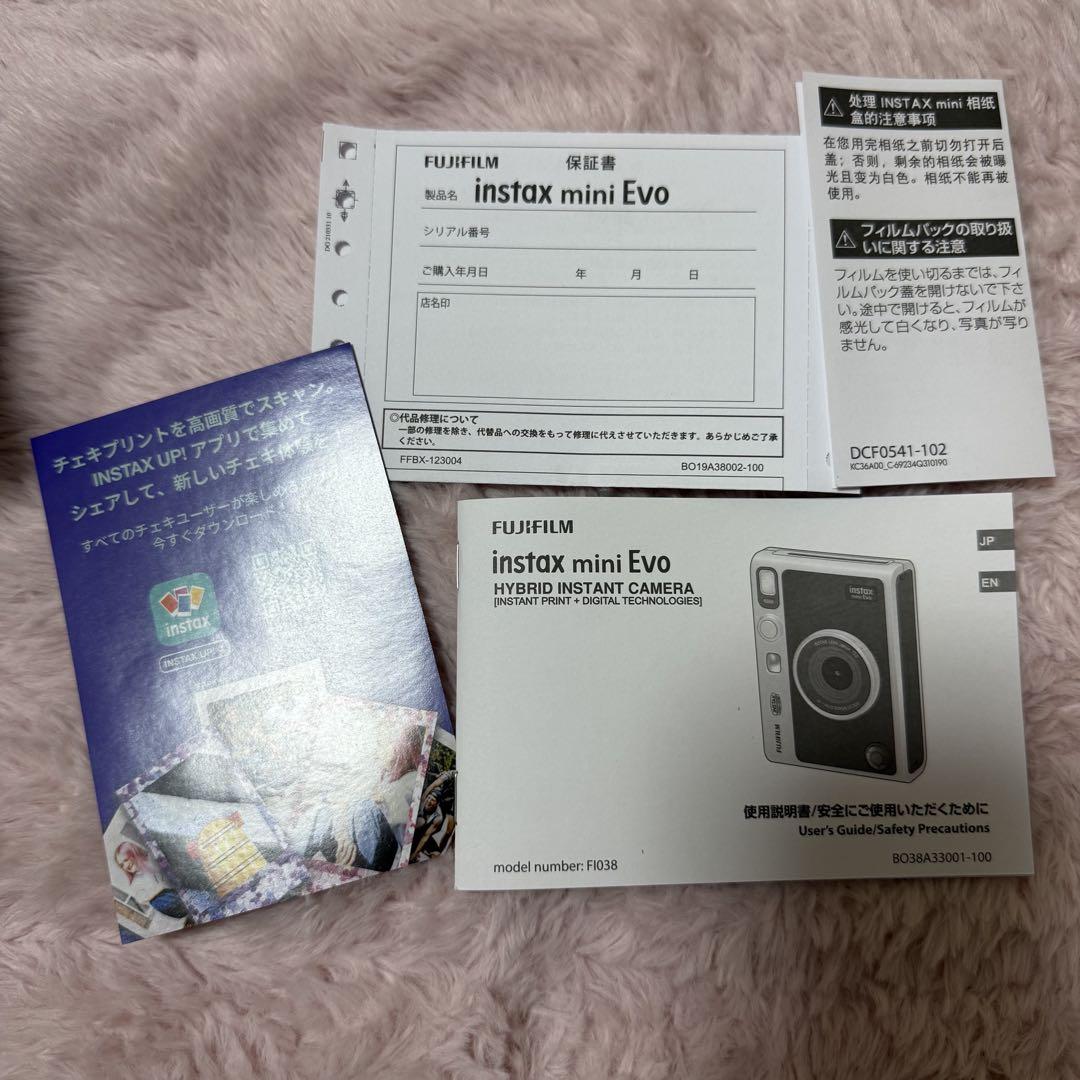 FUJIFILM 保証書
製品名 instax mini Evo
シリアル番号
ご購入年月日 年 月 日
店名印
◎代品修理について
一部の修理を除き、代替品への交換をもって修理に代えさせていただきます。あらかじめご了承
ください。
FFBX-123004 BO19A38002-100
处理 INSTAX mini 相纸
盒的注意事项
在您用完相纸之前切勿打开后
盖；否则，剩余的相纸会被曝
光且变为白色。相纸不能再被
使用。
フィルムパックの取り扱
いに関する注意
フィルムを使い切るまでは、フィ
ルムパック蓋を開けないで下さ
い。途中で開けると、フィルムが
感光して白くなり、写真が写り
ません。
DCF0541-102
KC36A00_C-69234Q310190
チェキプリントを高画質でスキャン。
INSTAX UP! アプリで集めて
シェアして、新しいチェキ体験を！
すべてのチェキユーザーが楽しめる
今すぐダウンロード
instax
INSTAX UP!
FUJIFILM
instax mini Evo
HYBRID INSTANT CAMERA
[INSTANT PRINT + DIGITAL TECHNOLOGIES]
JP
EN
instax
mini Evo
FUJIFILM
使用説明書/安全にご使用いただくために
User's Guide/Safety Precautions
model number: FI038
BO38A33001-100